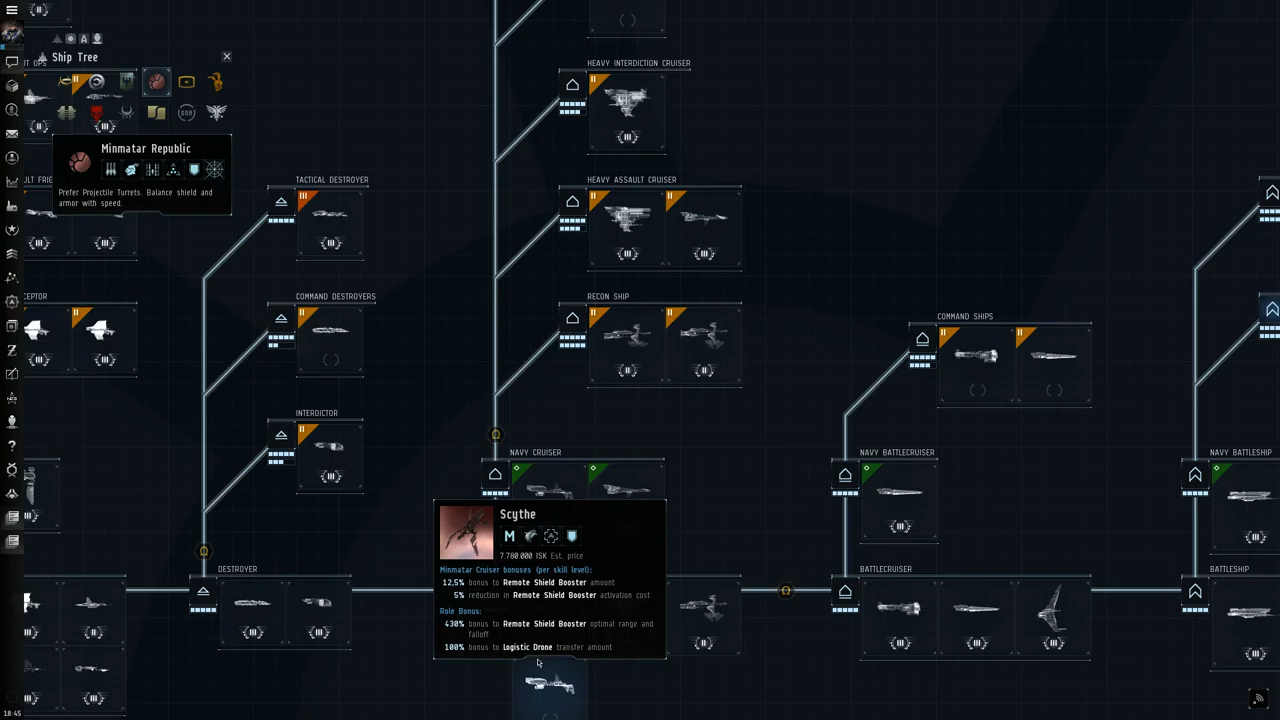 Ship Tree
Minmatar Republic
Prefer Projectile Turrets. Balance shield and
armor with speed.
HEAVY INTERDICTION CRUISER
TACTICAL DESTROYER
HEAVY ASSAULT CRUISER
COMMAND DESTROYERS
RECON SHIP
COMMAND SHIPS
INTERDICTOR
NAVY CRUISER
NAVY BATTLECRUISER
NAVY BATTLESHIP
Scythe
M
7.780.000 ISK Est. price
Minmatar Cruiser bonuses (per skill level):
12.5% bonus to Remote Shield Booster amount
5% reduction in Remote Shield Booster activation cost
Role Bonus:
430% bonus to Remote Shield Booster optimal range and
falloff
100% bonus to Logistic Drone transfer amount
DESTROYER
BATTLECRUISER
BATTLESHIP
18:45